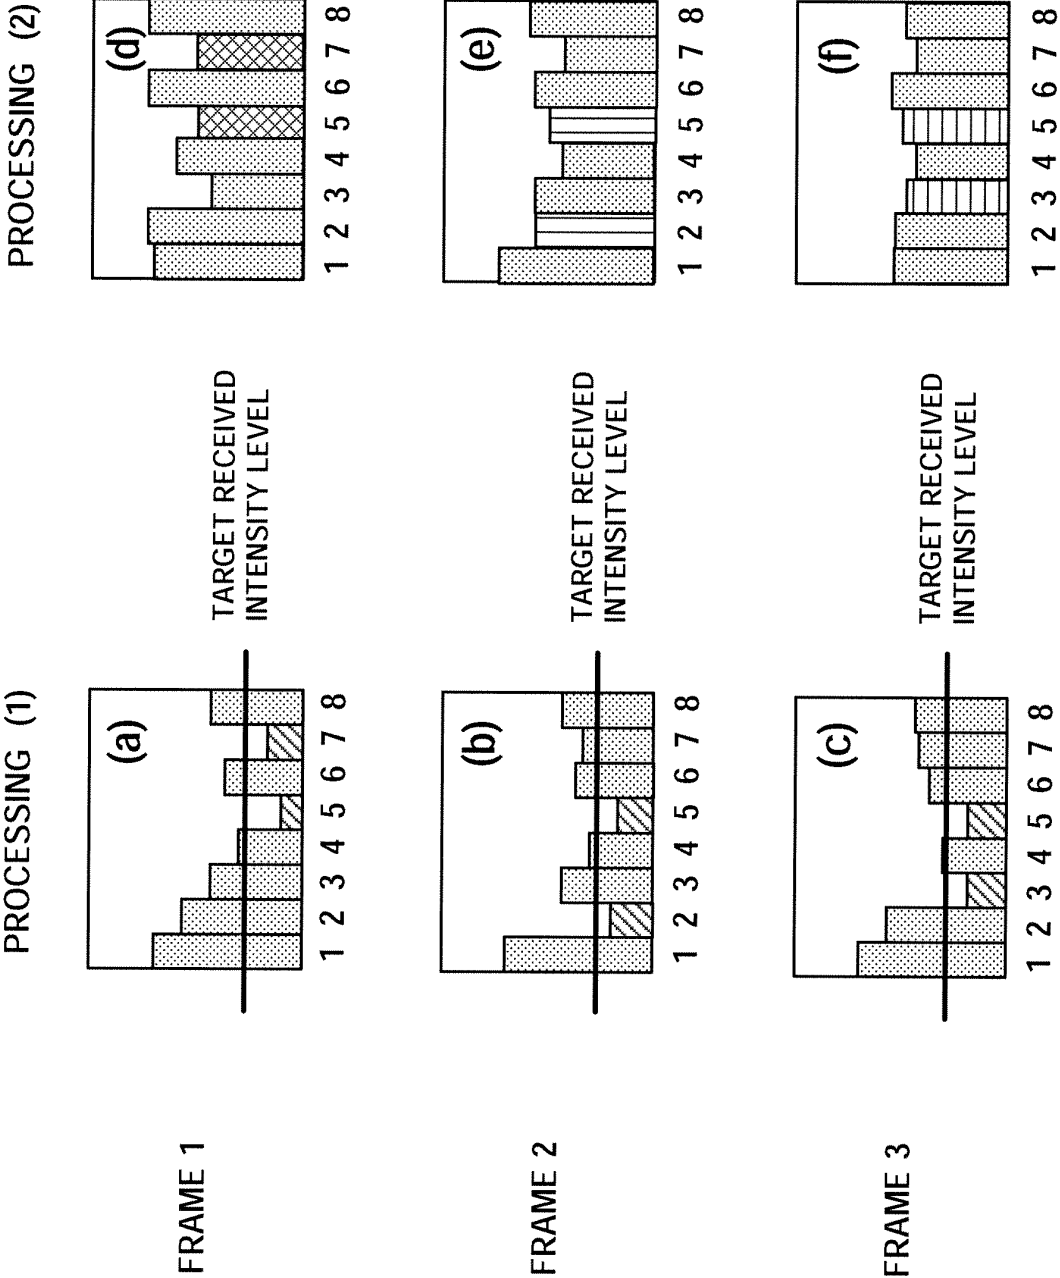 PROCESSING (1)
PROCESSING (2)
FRAME 1
(a)
1 2 3 4 5 6 7 8
TARGET RECEIVED
INTENSITY LEVEL
(d)
1 2 3 4 5 6 7 8
FRAME 2
(b)
1 2 3 4 5 6 7 8
TARGET RECEIVED
INTENSITY LEVEL
(e)
1 2 3 4 5 6 7 8
FRAME 3
(c)
1 2 3 4 5 6 7 8
TARGET RECEIVED
INTENSITY LEVEL
(f)
1 2 3 4 5 6 7 8